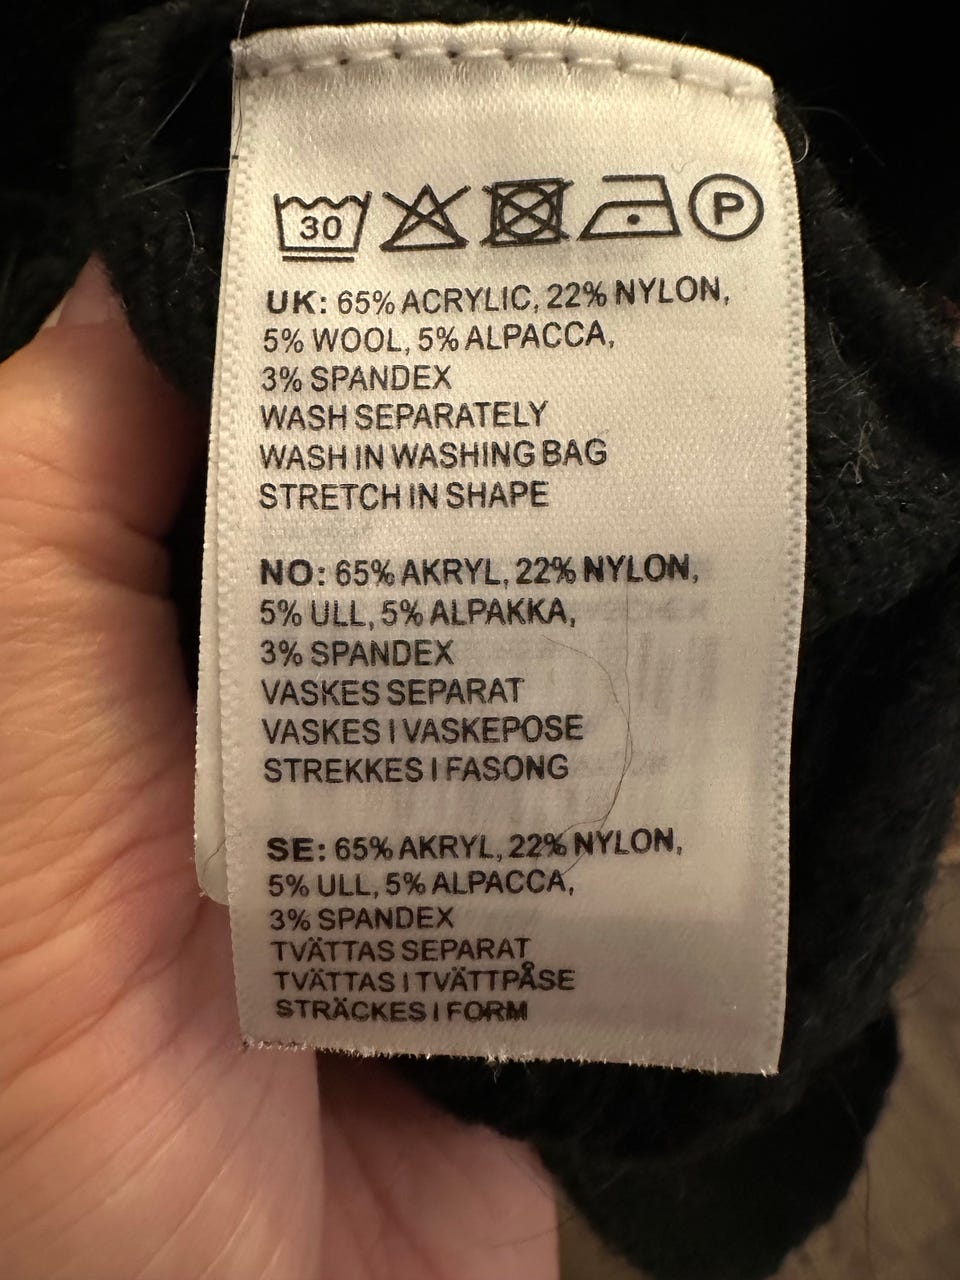 30 P
UK: 65% ACRYLIC, 22% NYLON,
5% WOOL, 5% ALPACCA,
3% SPANDEX
WASH SEPARATELY
WASH IN WASHING BAG
STRETCH IN SHAPE
NO: 65% AKRYL, 22% NYLON,
5% ULL, 5% ALPAKKA,
3% SPANDEX
VASKES SEPARAT
VASKES I VASKEPOSE
STREKKES I FASONG
SE: 65% AKRYL, 22% NYLON,
5% ULL, 5% ALPACCA,
3% SPANDEX
TVÄTTAS SEPARAT
TVÄTTAS I TVÄTTPÅSE
STRÄCKES I FORM